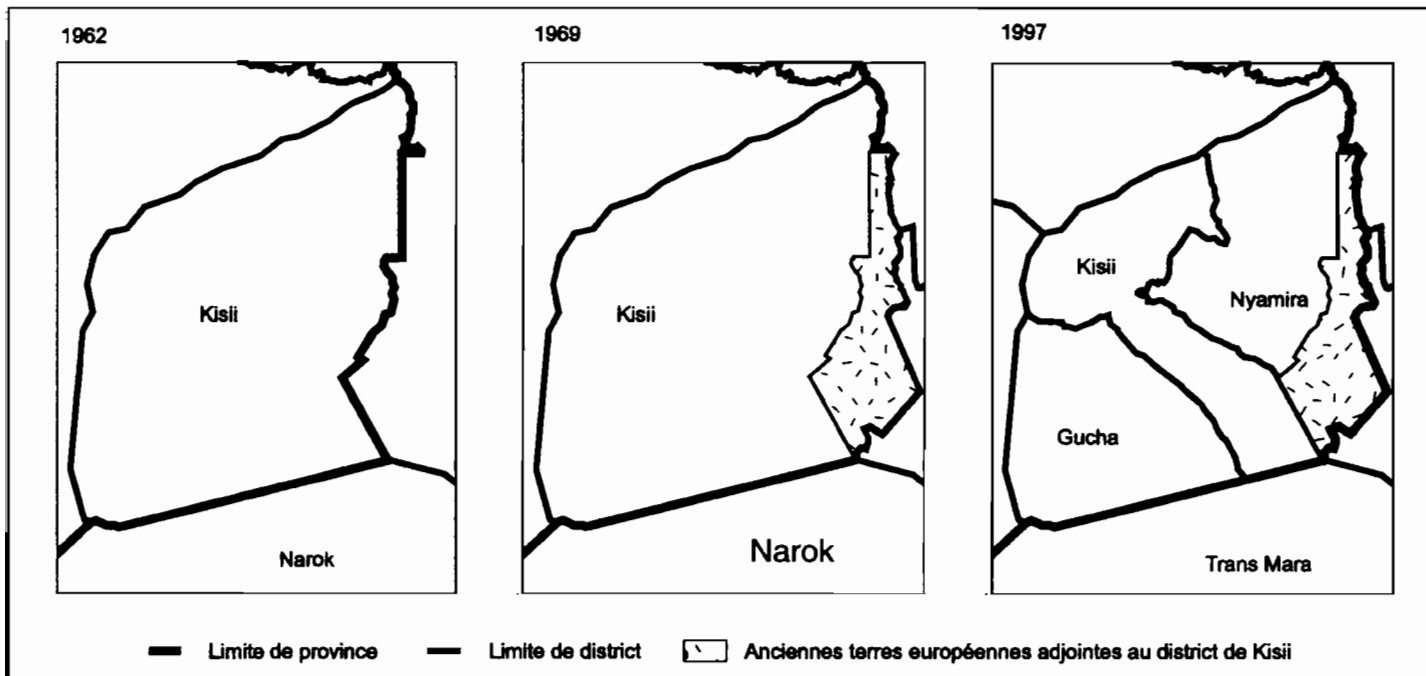 1962
1969
1997
Kisii
Narok
Kisii
Narok
Kisii
Nyamira
Gucha
Trans Mara
Limite de province
Limite de district
Anciennes terres européennes adjointes au district de Kisii